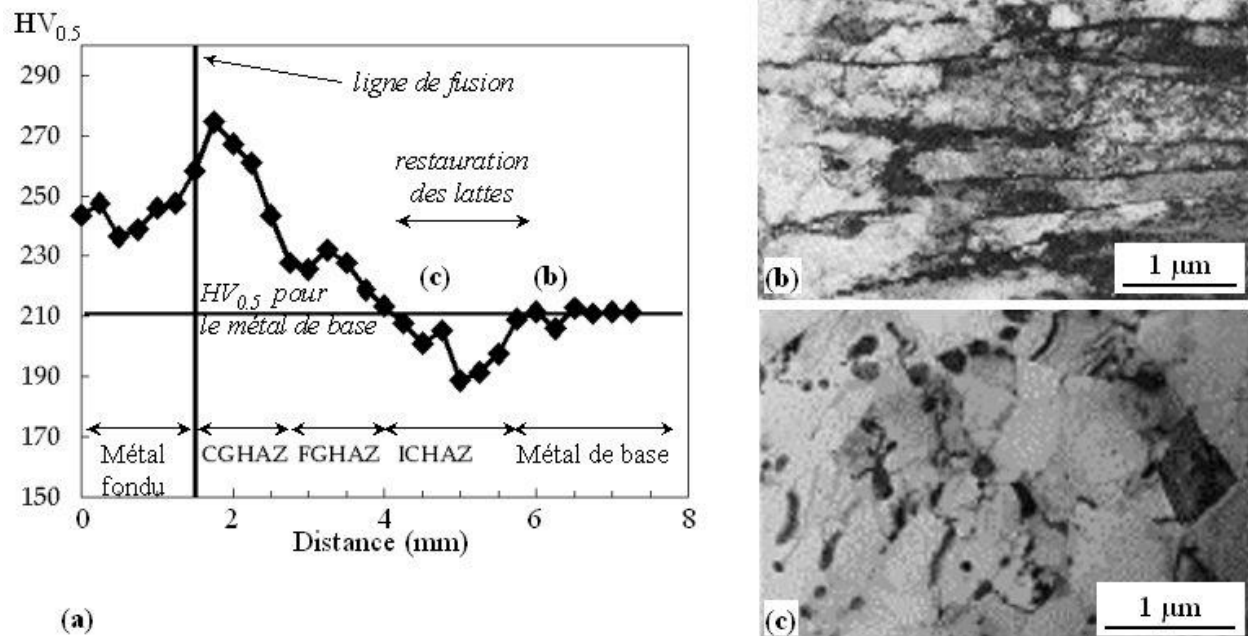 HV0.5
290
270
250
230
210
190
170
150
0
2
4
6
8
Distance (mm)
ligne de fusion
restauration
des lattes
(c)
(b)
HV0.5 pour
le métal de base
Métal
fondu
CGHAZ
FGHAZ
ICHAZ
Métal de base
(a)
(b)
1 µm
(c)
1 µm